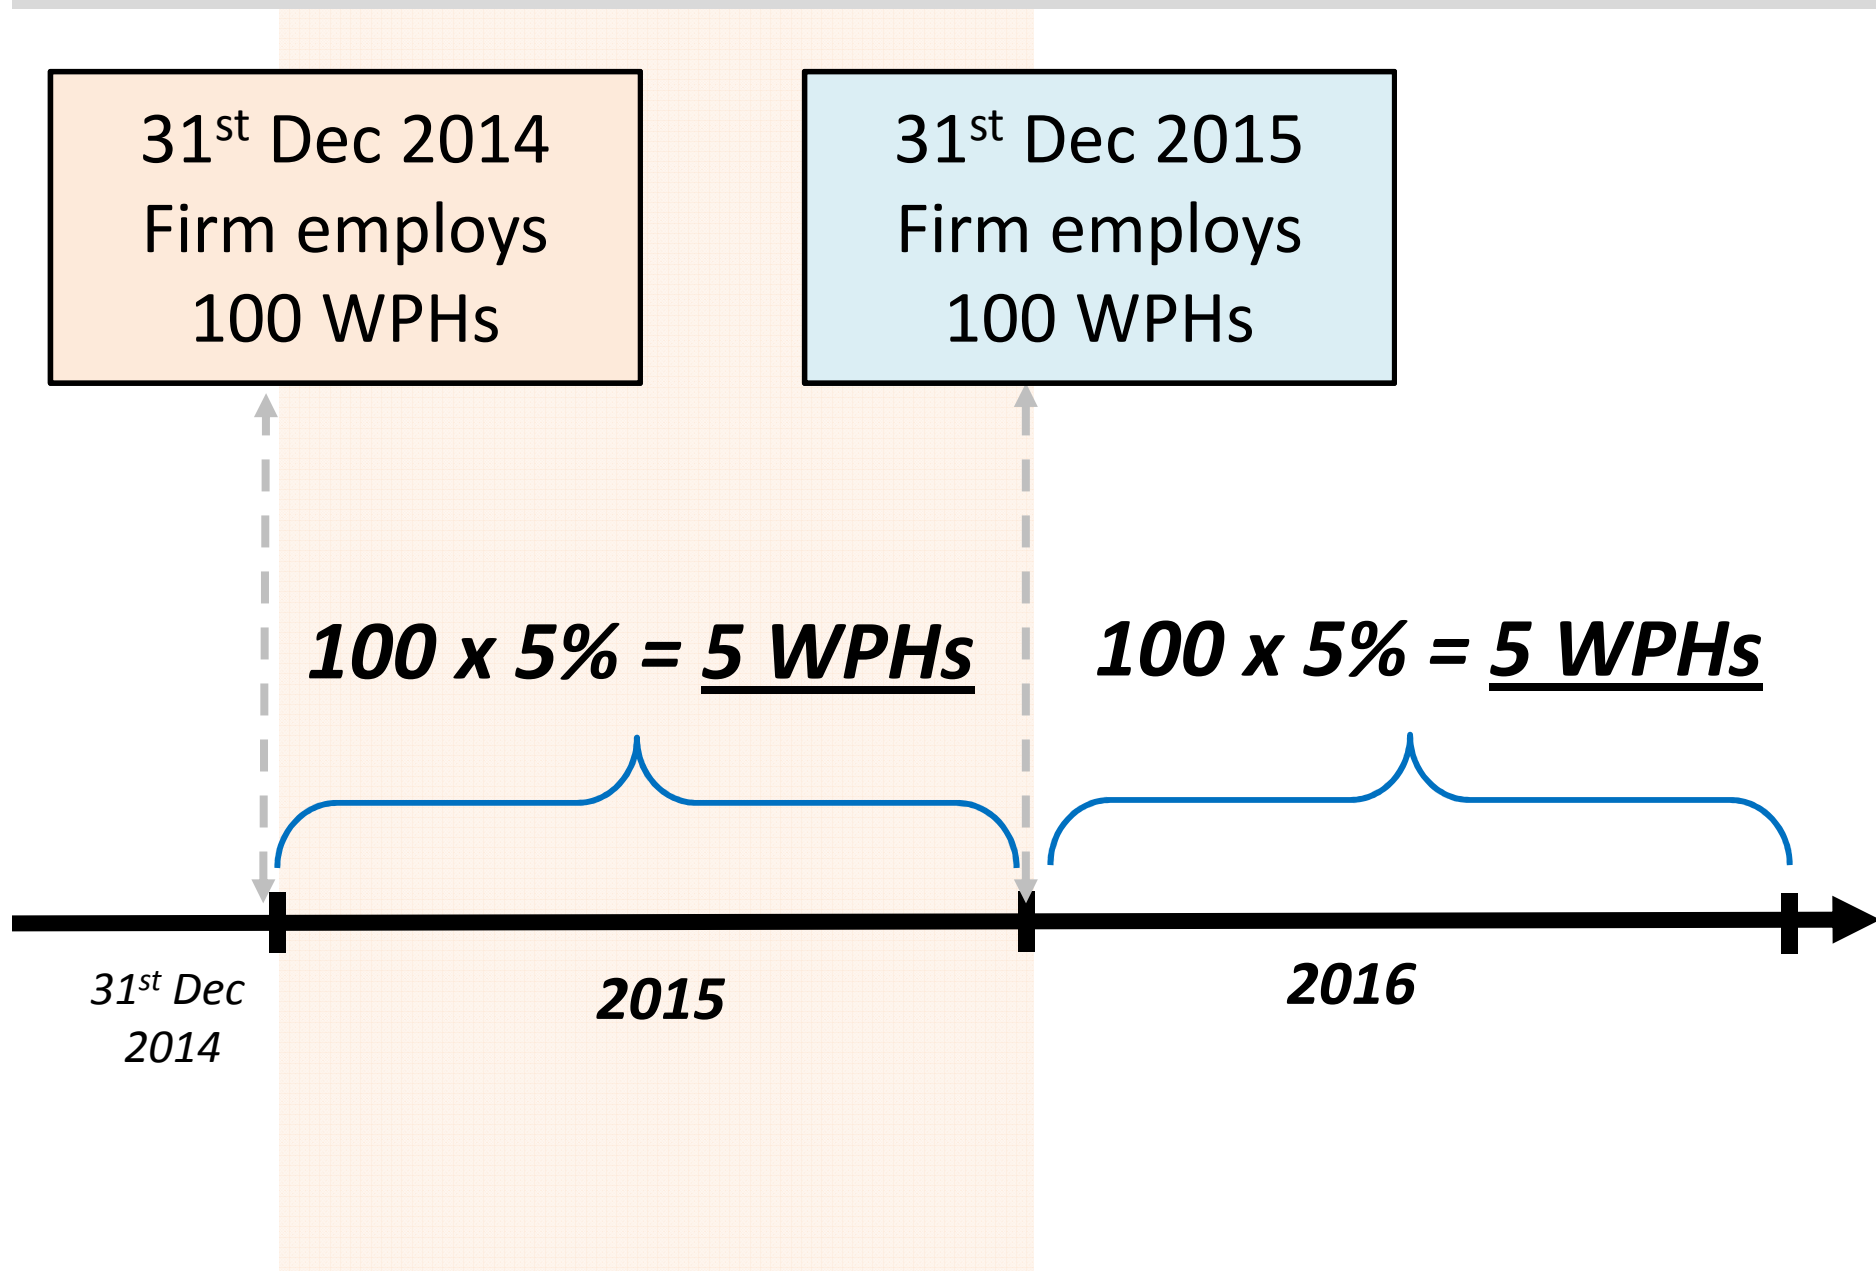 31st Dec 2014
Firm employs
100 WPHs
31st Dec 2015
Firm employs
100 WPHs
100 x 5% = 5 WPHs
100 x 5% = 5 WPHs
31st Dec
2014
2015
2016